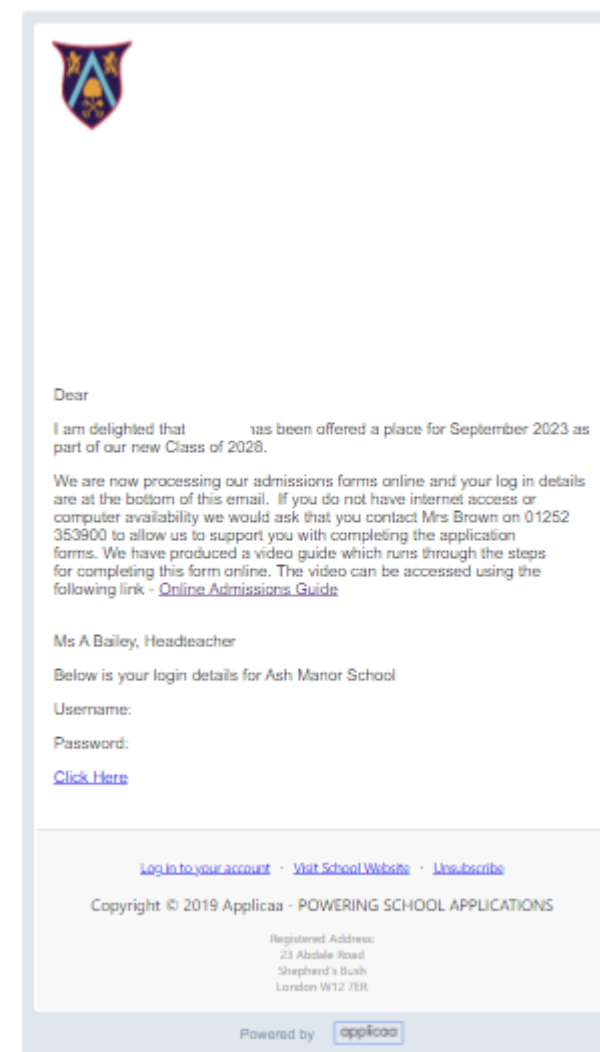 Dear
I am delighted that has been offered a place for September 2023 as
part of our new Class of 2028.
We are now processing our admissions forms online and your log in details
are at the bottom of this email. If you do not have internet access or
computer availability we would ask that you contact Mrs Brown on 01252
353900 to allow us to support you with completing the application
forms. We have produced a video guide which runs through the steps
for completing this form online. The video can be accessed using the
following link - Online Admissions Guide
Ms A Bailey, Headteacher
Below is your login details for Ash Manor School
Username:
Password:
Click Here
Log in to your account · Visit School Website · Unsubscribe
Copyright © 2019 Applicaa - POWERING SCHOOL APPLICATIONS
Registered Address:
23 Abdale Road
Shepherd's Bush
London W12 7ER
Powered by applicaa